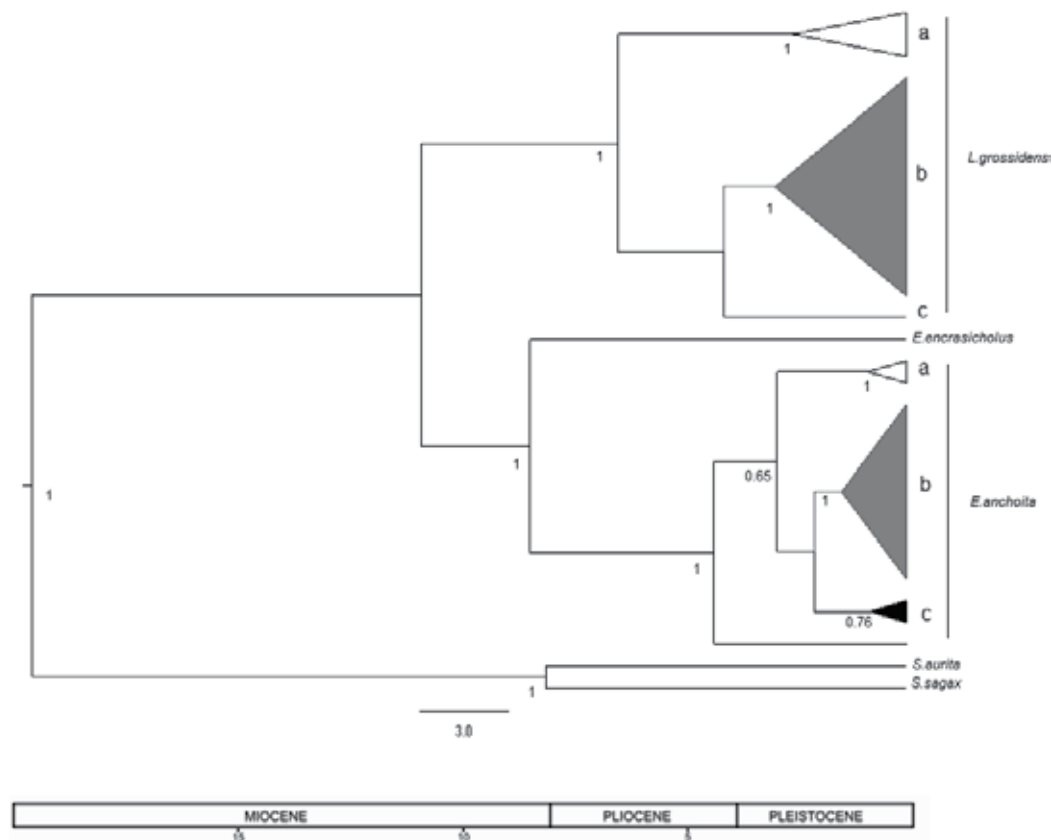 a
1
L.grossidens
1
b
1
c
E.encrasicholus
a
1
1
0.65
b
1
E.anchoita
1
1
c
0.76
S.aurita
1
S.sagax
3.0
MIOCENE PLIOCENE PLEISTOCENE
15 10 5